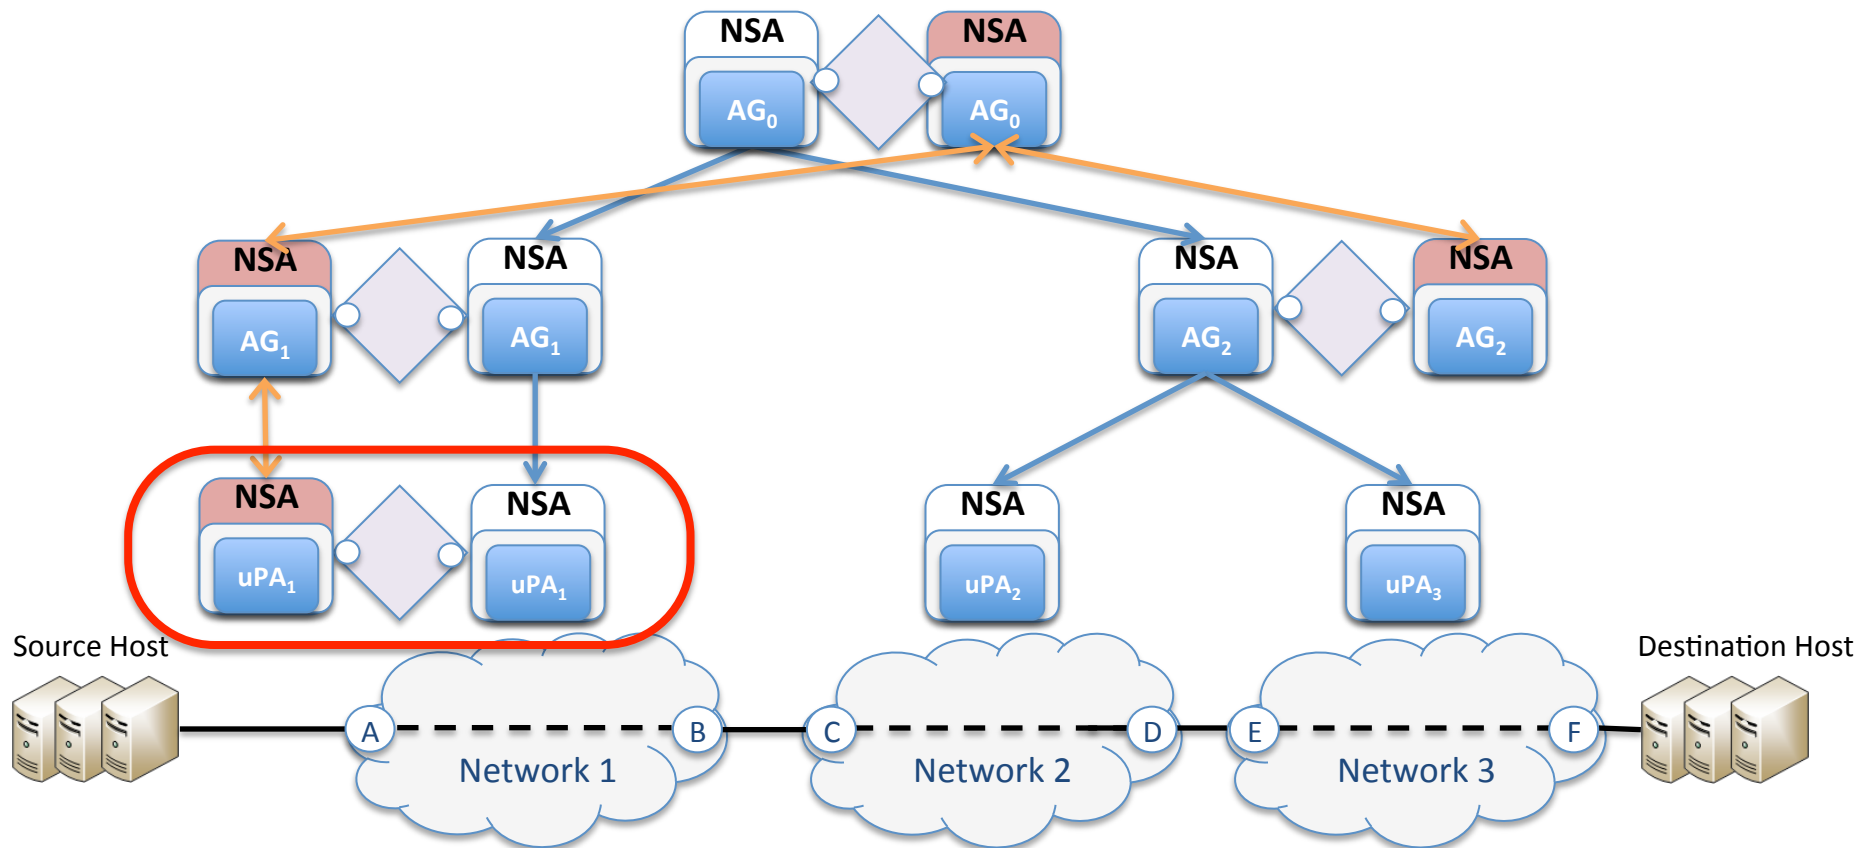 NSA
NSA
AG₀
AG₀
NSA
NSA
NSA
NSA
AG₁
AG₁
AG₂
AG₂
NSA
NSA
NSA
NSA
uPA₁
uPA₁
uPA₂
uPA₃
Source Host
Destination Host
A
B
C
D
E
F
Network 1
Network 2
Network 3